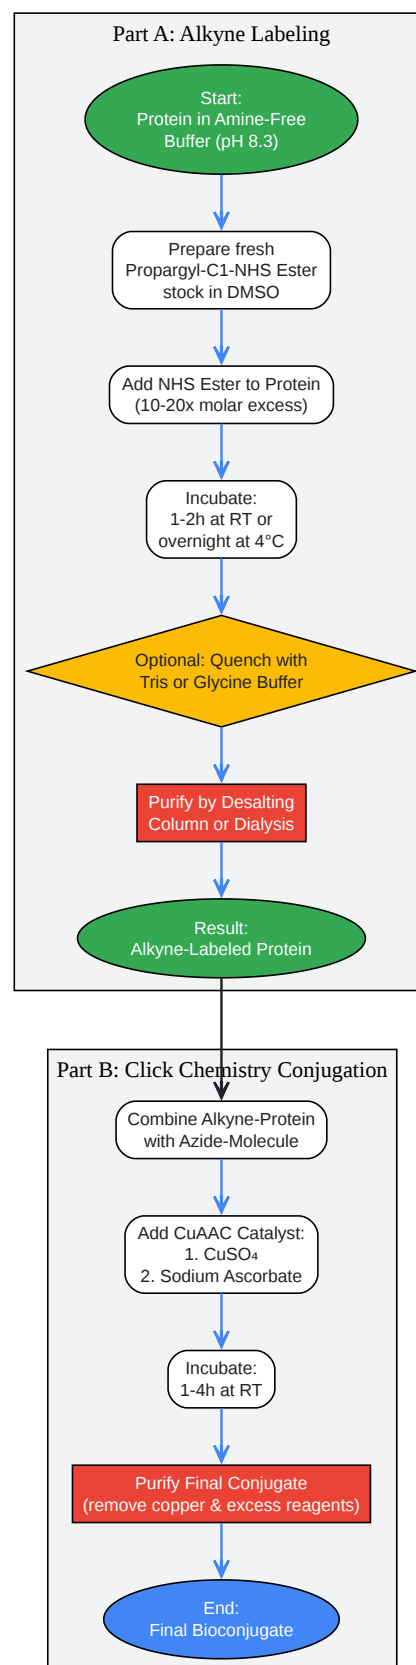 Part A: Alkyne Labeling
Start:
Protein in Amine-Free
Buffer (pH 8.3)
Prepare fresh
Propargyl-C1-NHS Ester
stock in DMSO
Add NHS Ester to Protein
(10-20x molar excess)
Incubate:
1-2h at RT or
overnight at 4°C
Optional: Quench with
Tris or Glycine Buffer
Purify by Desalting
Column or Dialysis
Result:
Alkyne-Labeled Protein
Part B: Click Chemistry Conjugation
Combine Alkyne-Protein
with Azide-Molecule
Add CuAAC Catalyst:
1. CuSO₄
2. Sodium Ascorbate
Incubate:
1-4h at RT
Purify Final Conjugate
(remove copper & excess reagents)
End:
Final Bioconjugate